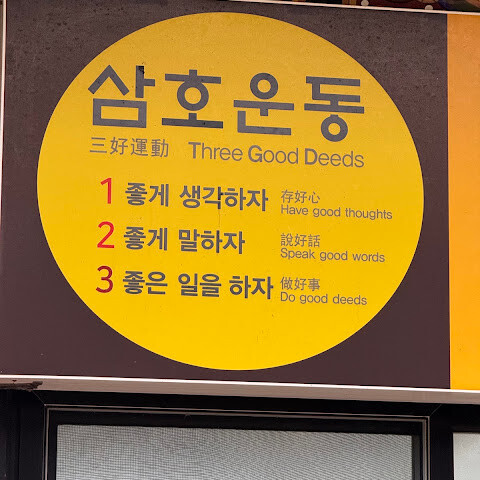 삼호운동
三好運動 Three Good Deeds
1 좋게 생각하자 存好心
Have good thoughts
2 좋게 말하자 說好話
Speak good words
3 좋은 일을 하자 做好事
Do good deeds